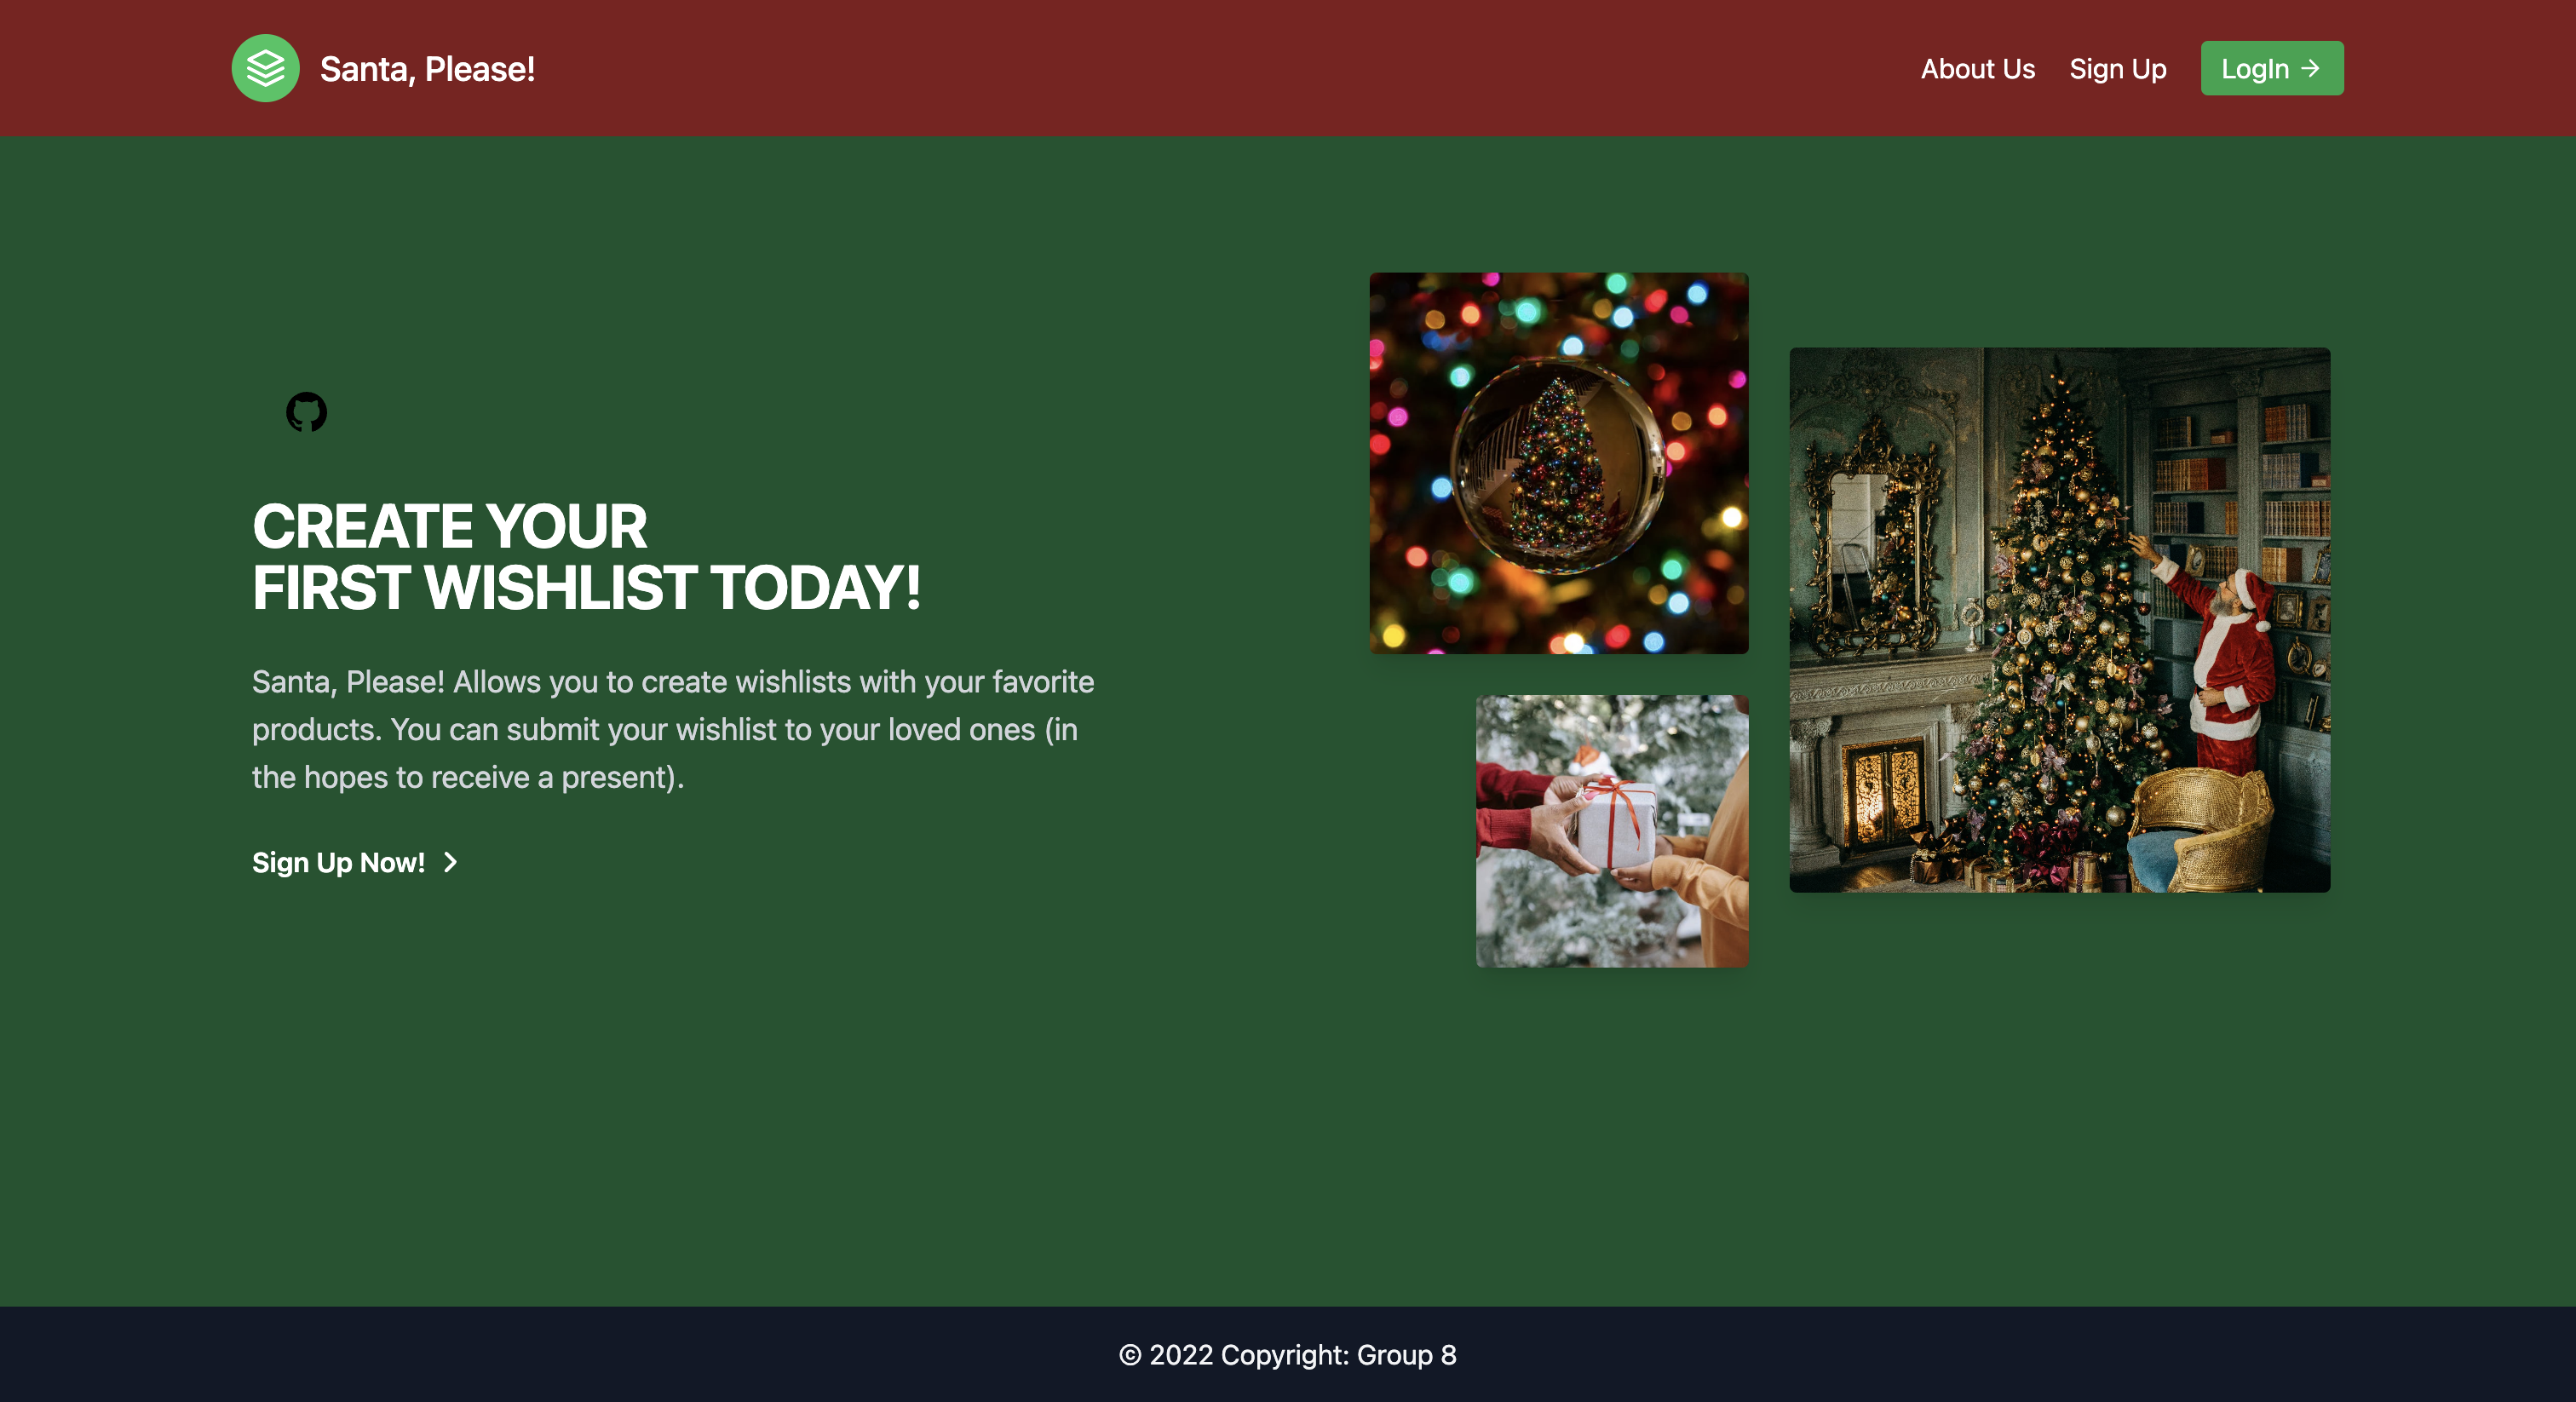 Santa, Please!
About Us
Sign Up
LogIn
CREATE YOUR
FIRST WISHLIST TODAY!
Santa, Please! Allows you to create wishlists with your favorite
products. You can submit your wishlist to your loved ones (in
the hopes to receive a present).
Sign Up Now!
© 2022 Copyright: Group 8